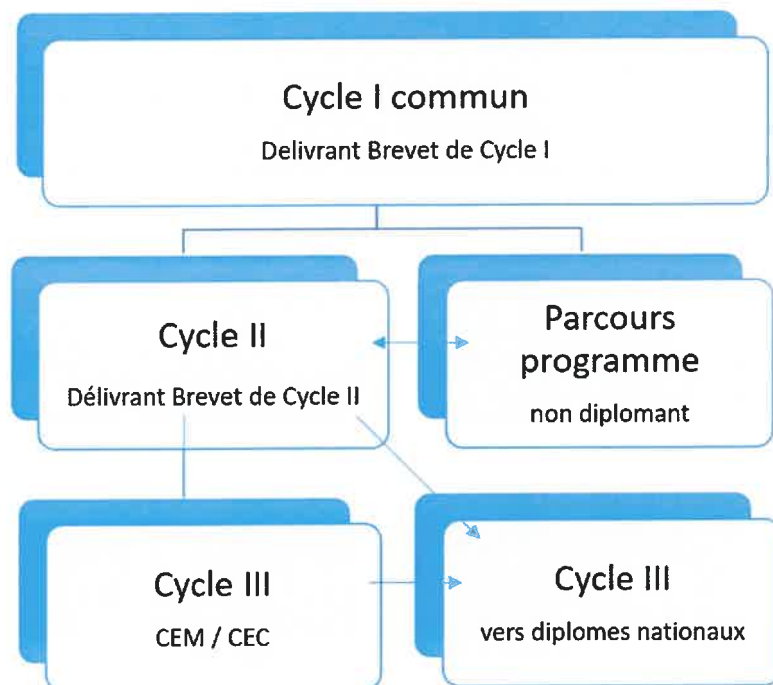 Cycle I commun
Delivrant Brevet de Cycle I
Cycle II
Délivrant Brevet de Cycle II
Parcours
programme
non diplomant
Cycle III
CEM / CEC
Cycle III
vers diplomes nationaux